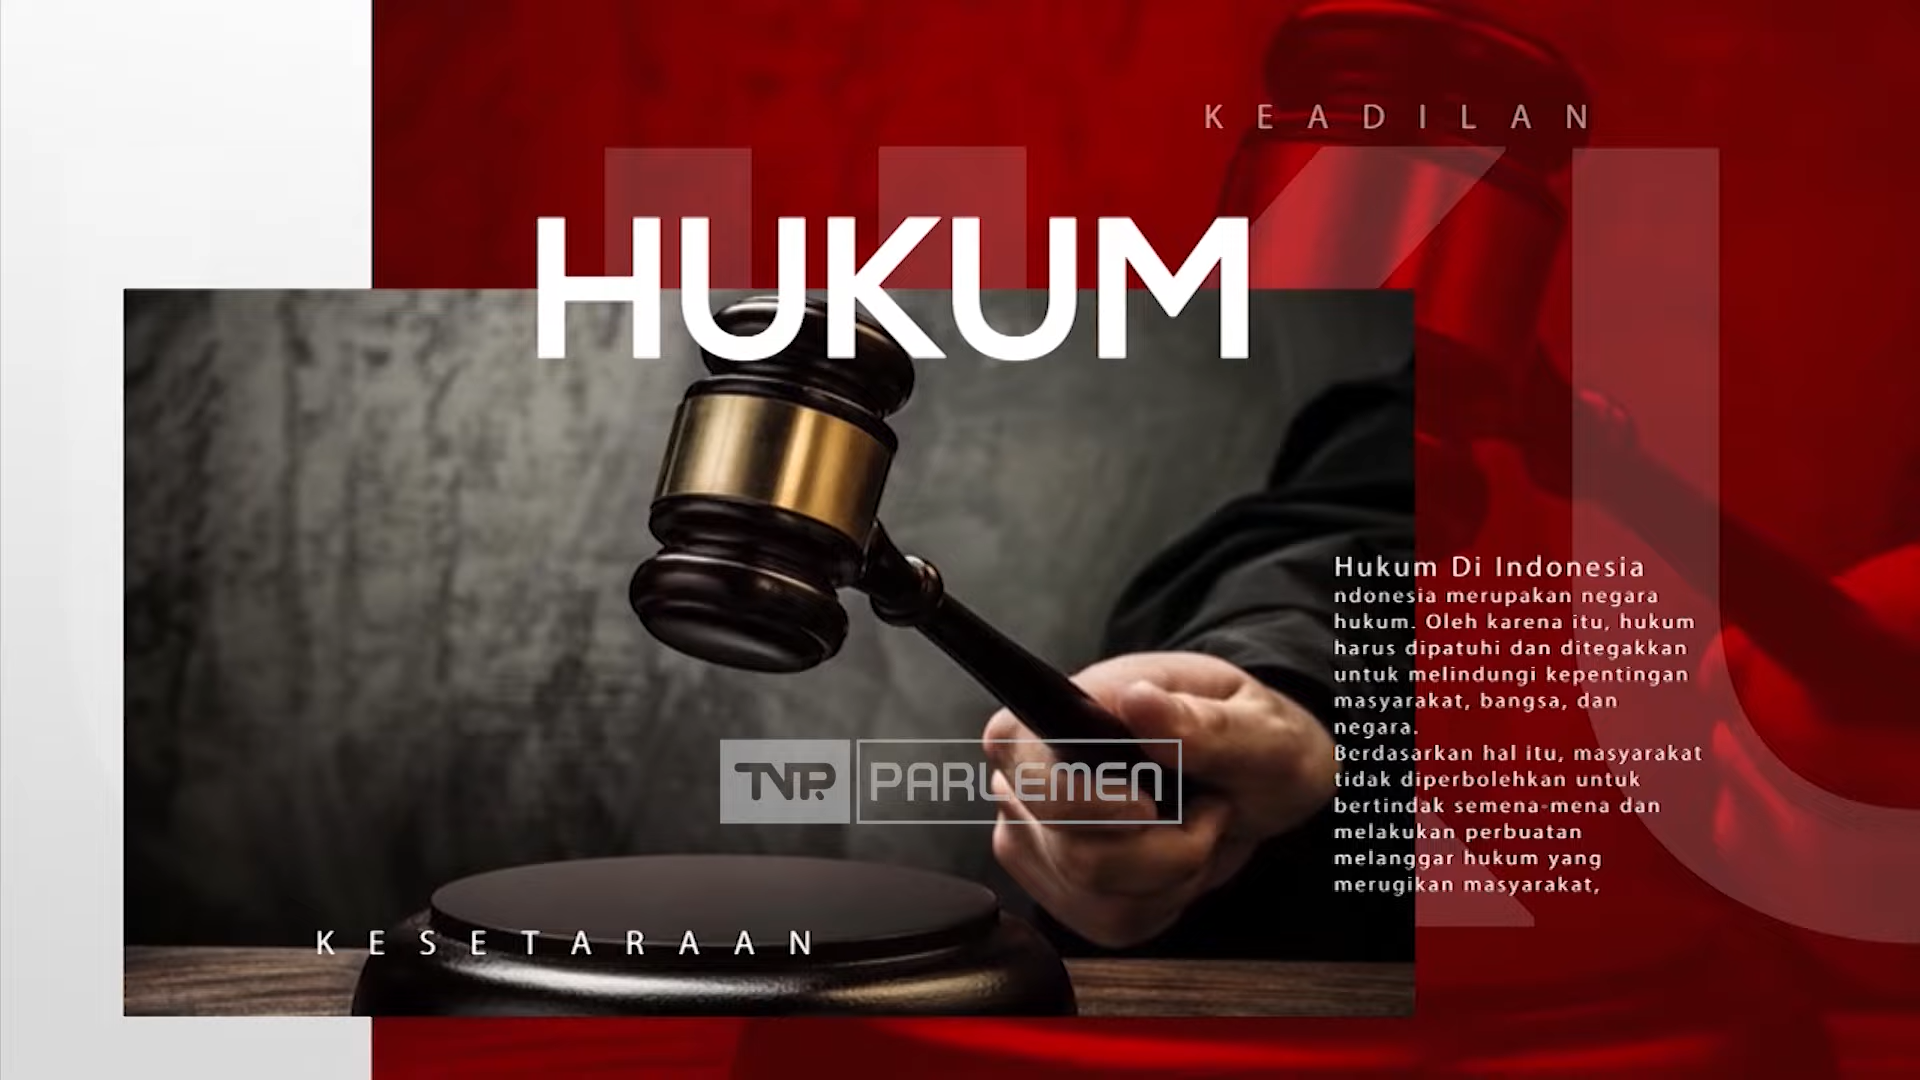 KEADILAN
HUKUM
Hukum Di Indonesia
ndonesia merupakan negara
hukum. Oleh karena itu, hukum
harus dipatuhi dan ditegakkan
untuk melindungi kepentingan
masyarakat, bangsa, dan
negara.
Berdasarkan hal itu, masyarakat
tidak diperbolehkan untuk
bertindak semena-mena dan
melakukan perbuatan
melanggar hukum yang
merugikan masyarakat,
TVR PARLEMEN
KESETARAAN